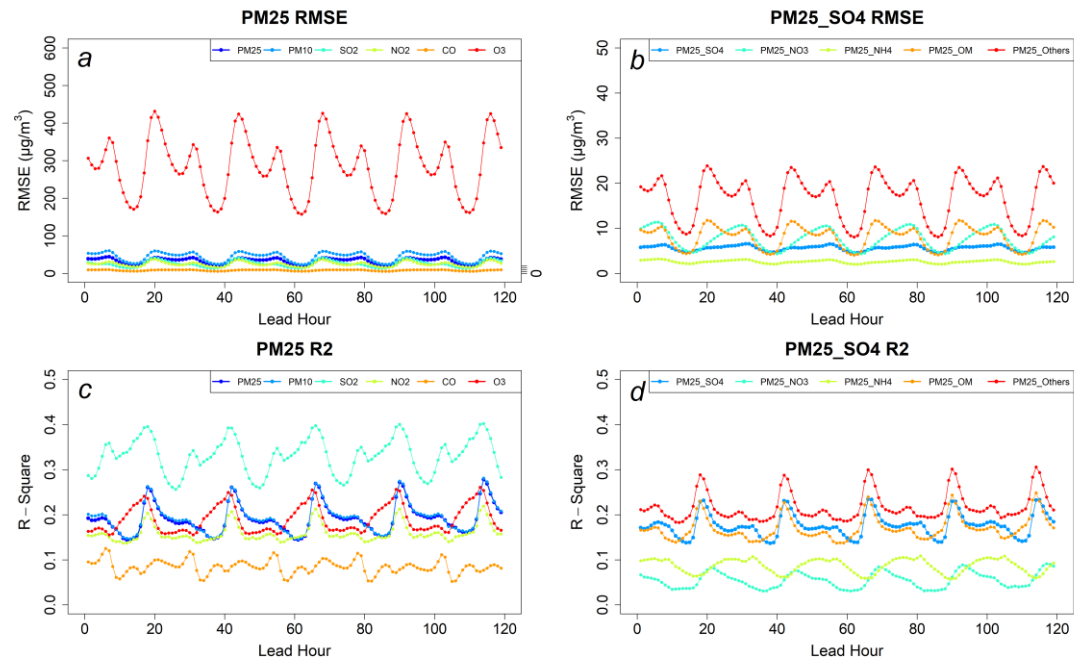 PM25 RMSE
a
PM25 PM10 SO2 NO2 CO O3
600
500
400
300
200
100
0
RMSE (μg/m³)
0
0 20 40 60 80 100 120
Lead Hour
PM25_SO4 RMSE
b
PM25_SO4 PM25_NO3 PM25_NH4 PM25_OM PM25_Others
50
40
30
20
10
0
RMSE (μg/m³)
0 20 40 60 80 100 120
Lead Hour
PM25 R2
c
PM25 PM10 SO2 NO2 CO O3
0.5
0.4
0.3
0.2
0.1
0.0
R − Square
0 20 40 60 80 100 120
Lead Hour
PM25_SO4 R2
d
PM25_SO4 PM25_NO3 PM25_NH4 PM25_OM PM25_Others
0.5
0.4
0.3
0.2
0.1
0.0
R − Square
0 20 40 60 80 100 120
Lead Hour